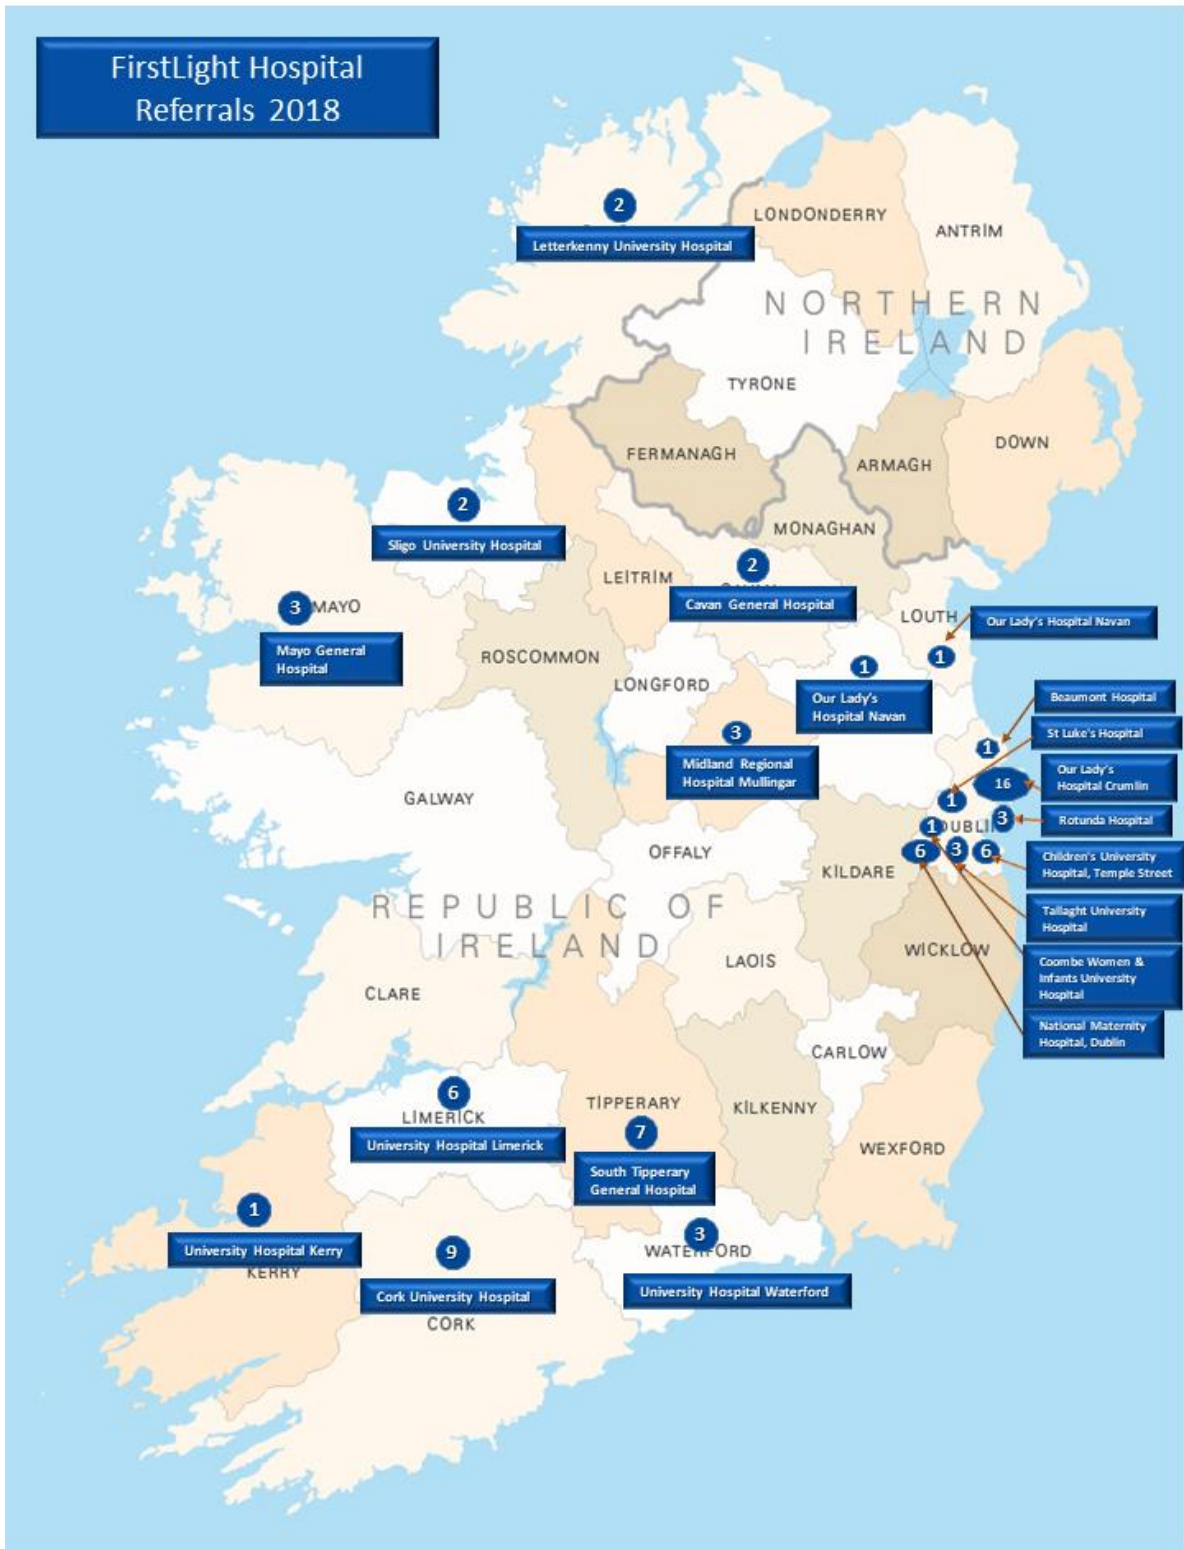 FirstLight Hospital
Referrals 2018
2
Letterkenny University Hospital
LONDONDERRY
ANTRIM
NORTHERN
IRELAND
TYRONE
DOWN
FERMANAGH
ARMAGH
MONAGHAN
2
Sligo University Hospital
2
Cavan General Hospital
LEITRIM
LOUTH
Our Lady's Hospital Navan
1
3
MAYO
Mayo General
Hospital
ROSCOMMON
LONGFORD
1
Our Lady's
Hospital Navan
Beaumont Hospital
1
St Luke's Hospital
1
3
Midland Regional
Hospital Mullingar
Our Lady's
Hospital Crumlin
16
GALWAY
DUBLIN
3
Rotunda Hospital
1
6
3
6
Children's University
Hospital, Temple Street
OFFALY
KILDARE
Tallaght University
Hospital
REPUBLIC OF
IRELAND
WICKLOW
LAOIS
Coombe Women &
Infants University
Hospital
CLARE
National Maternity
Hospital, Dublin
CARLOW
6
LIMERICK
University Hospital Limerick
TIPPERARY
7
South Tipperary
General Hospital
KILKENNY
WEXFORD
1
University Hospital Kerry
KERRY
9
Cork University Hospital
CORK
3
WATERFORD
University Hospital Waterford